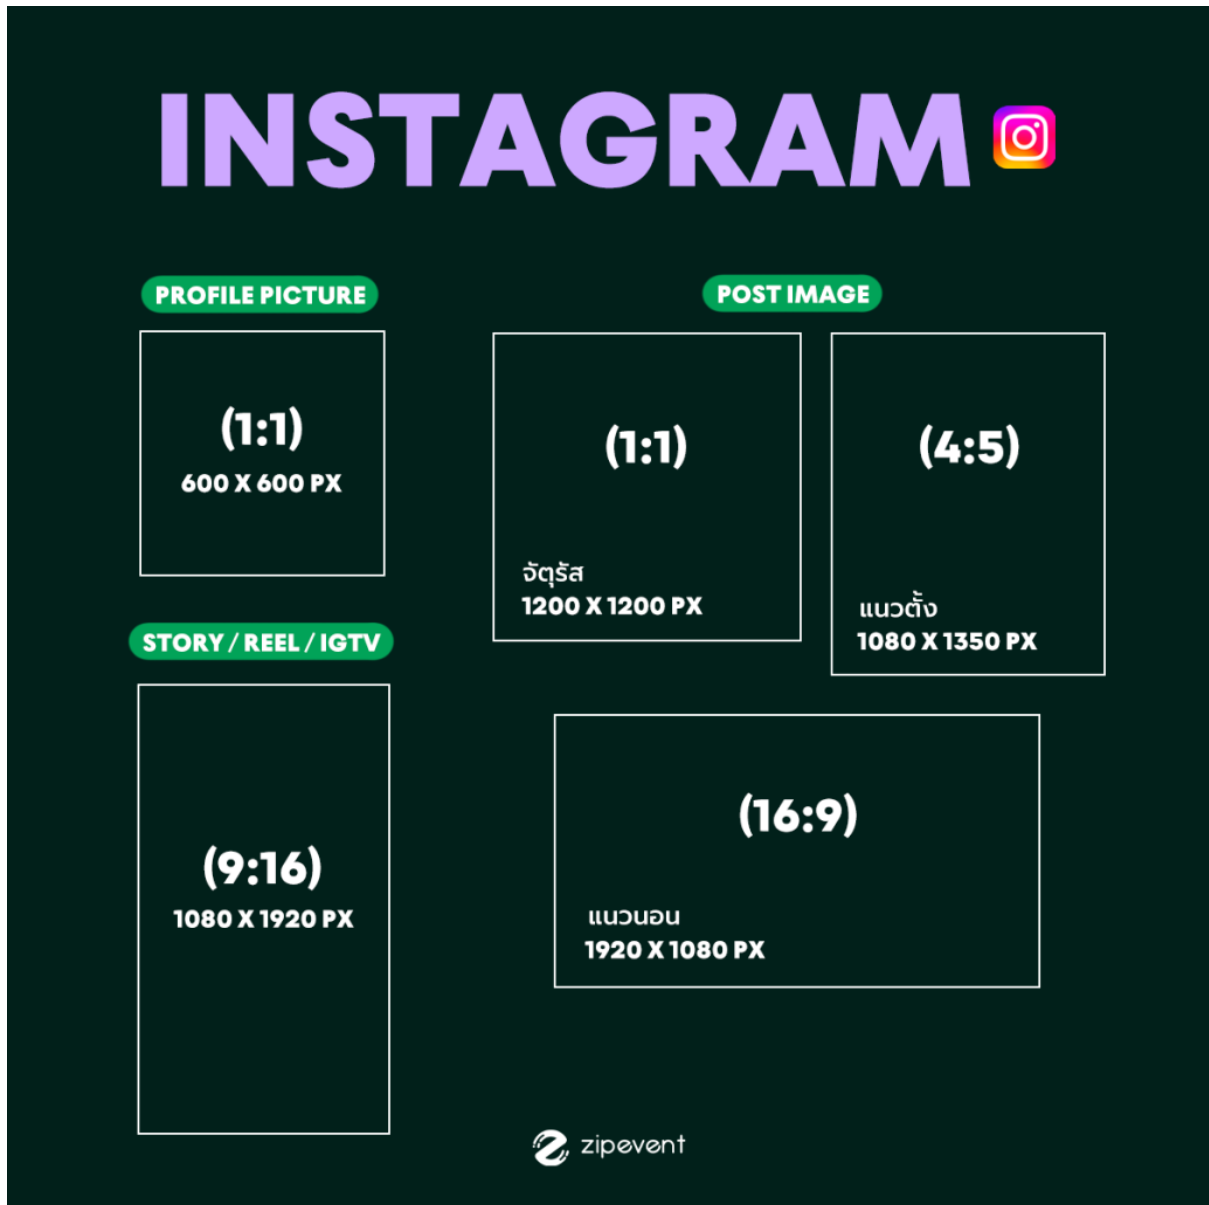 INSTAGRAM
PROFILE PICTURE
(1:1)
600 X 600 PX
STORY / REEL / IGTV
(9:16)
1080 X 1920 PX
POST IMAGE
(1:1)
จัตุรัส
1200 X 1200 PX
(4:5)
แนวตั้ง
1080 X 1350 PX
(16:9)
แนวนอน
1920 X 1080 PX
zipevent